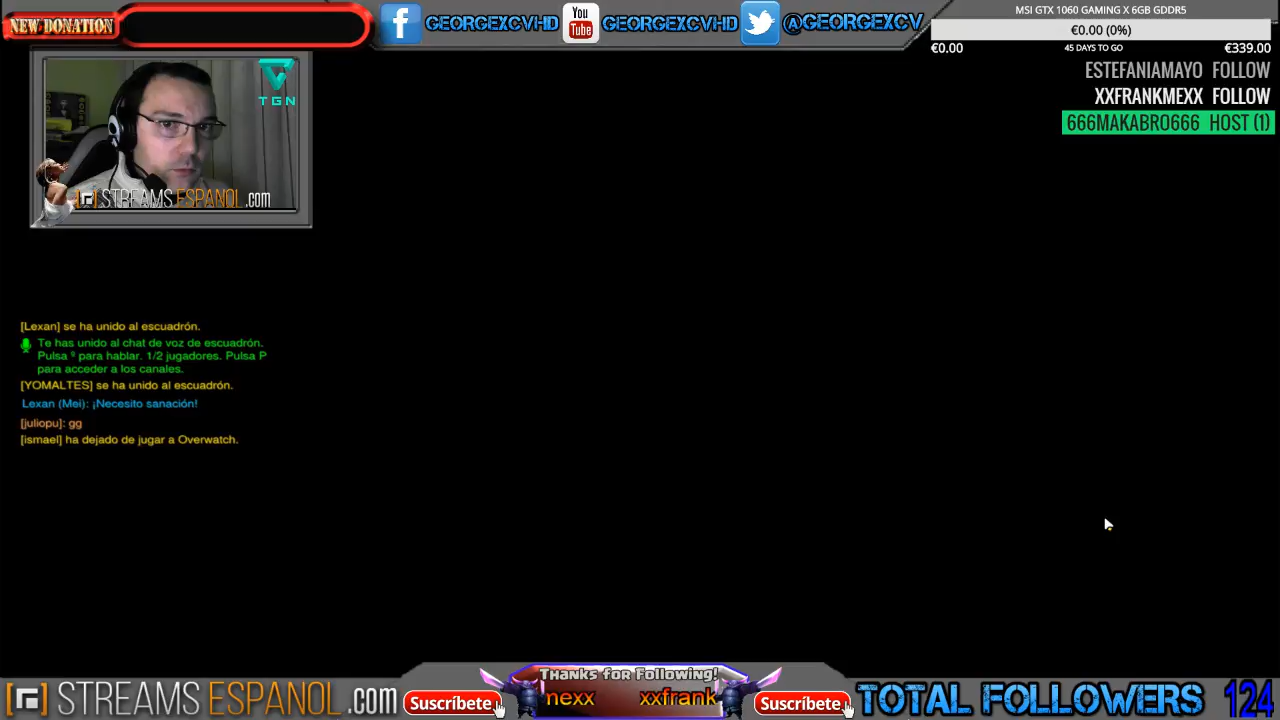 NEW DONATION
GEORGEXCVHD
You
Tube
GEORGEXCVHD
@GEORGEXCV
MSI GTX 1060 GAMING X 6GB GDDR5
€0.00 (0%)
€0.00
45 DAYS TO GO
€339.00
ESTEFANIAMAYO FOLLOW
XXFRANKMEXX FOLLOW
666MAKABRO666 HOST (1)
TGN
STREAMS ESPANOL.com
[Lexan] se ha unido al escuadrón.
Te has unido al chat de voz de escuadrón.
Pulsa º para hablar. 1/2 jugadores. Pulsa P
para acceder a los canales.
[YOMALTES] se ha unido al escuadrón.
Lexan (Mei): ¡Necesito sanación!
[juliopu]: gg
[ismael] ha dejado de jugar a Overwatch.
STREAMS ESPANOL.com
Suscríbete
Thanks for Following!
nexx xxfrank
Suscríbete
TOTAL FOLLOWERS 124